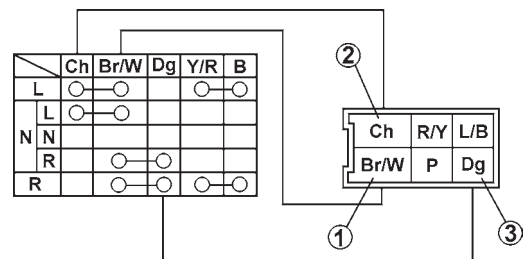 Ch Br/W Dg Y/R B
L
L
N N
R
R
2
Ch R/Y L/B
Br/W P Dg
1 3